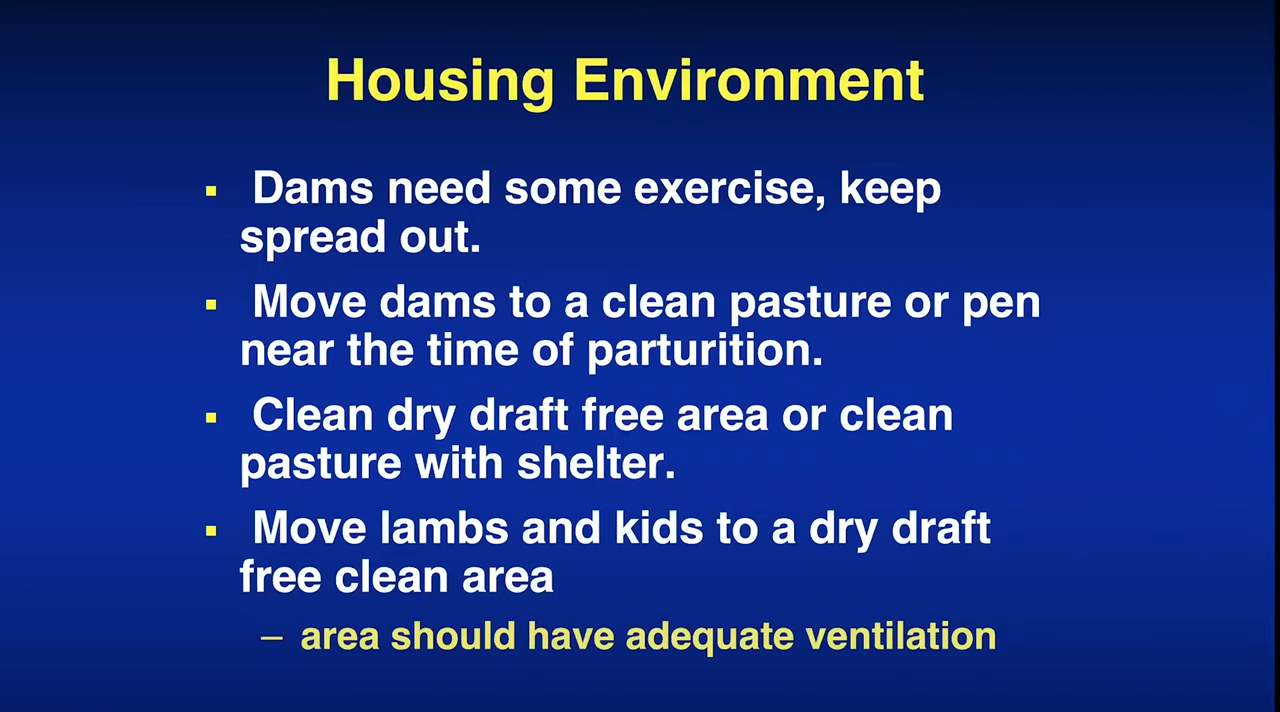 Housing Environment
▪ Dams need some exercise, keep
spread out.
▪ Move dams to a clean pasture or pen
near the time of parturition.
▪ Clean dry draft free area or clean
pasture with shelter.
▪ Move lambs and kids to a dry draft
free clean area
– area should have adequate ventilation